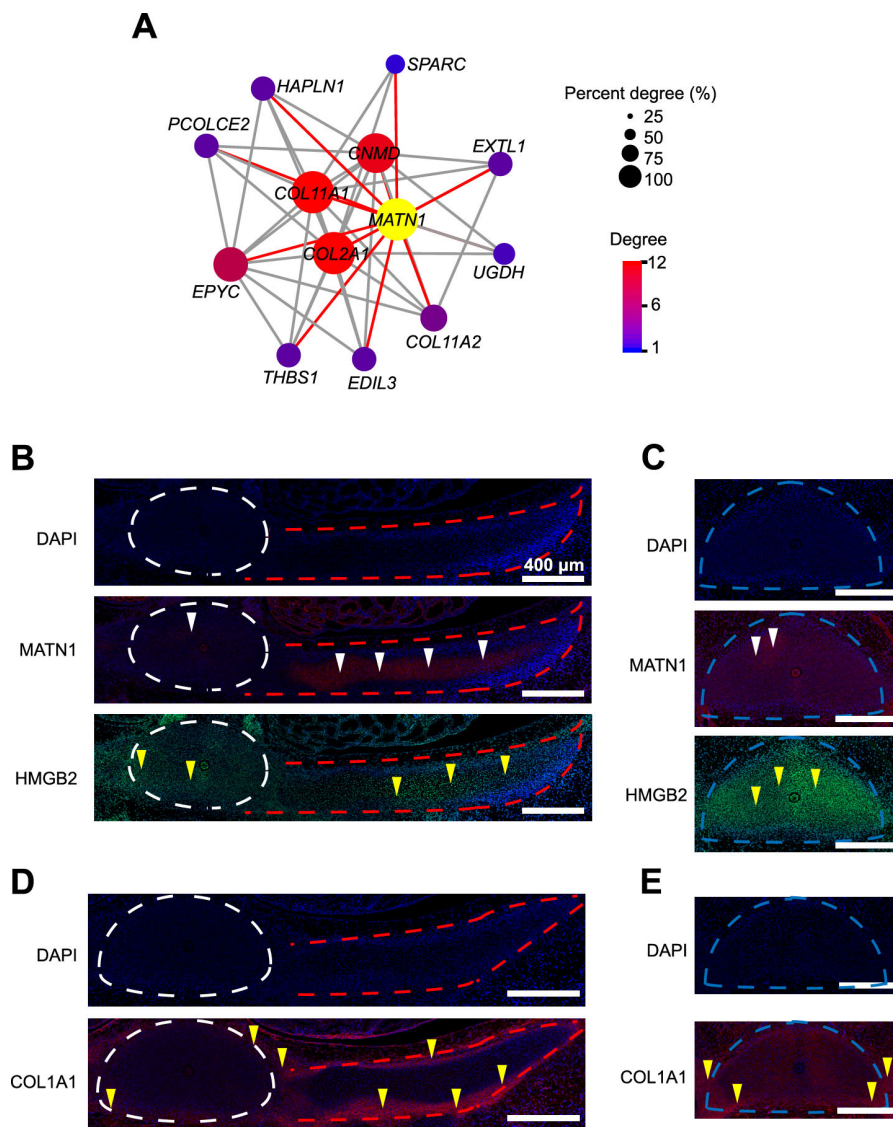 A
SPARC
HAPLN1
Percent degree (%)
25
50
75
100
PCOLCE2
CNMD
EXTL1
COL11A1
MATN1
Degree
12
6
1
COL2A1
UGDH
EPYC
COL11A2
THBS1
EDIL3
B
C
DAPI
400 µm
DAPI
MATN1
MATN1
HMGB2
HMGB2
D
E
DAPI
DAPI
COL1A1
COL1A1